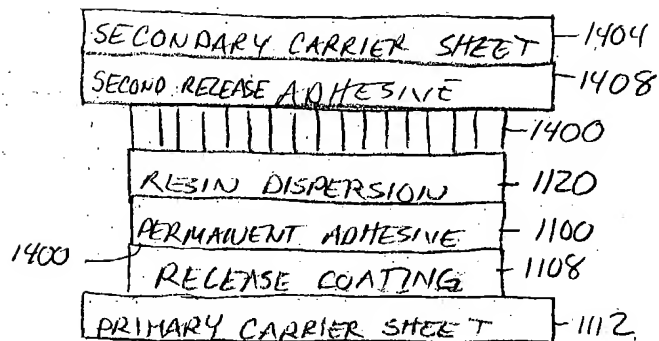 SECONDARY CARRIER SHEET 1404
SECOND RELEASE ADHESIVE 1408
1400
RESIN DISPERSION 1120
PERMANENT ADHESIVE 1100
1400
RELEASE COATING 1108
PRIMARY CARRIER SHEET 1112